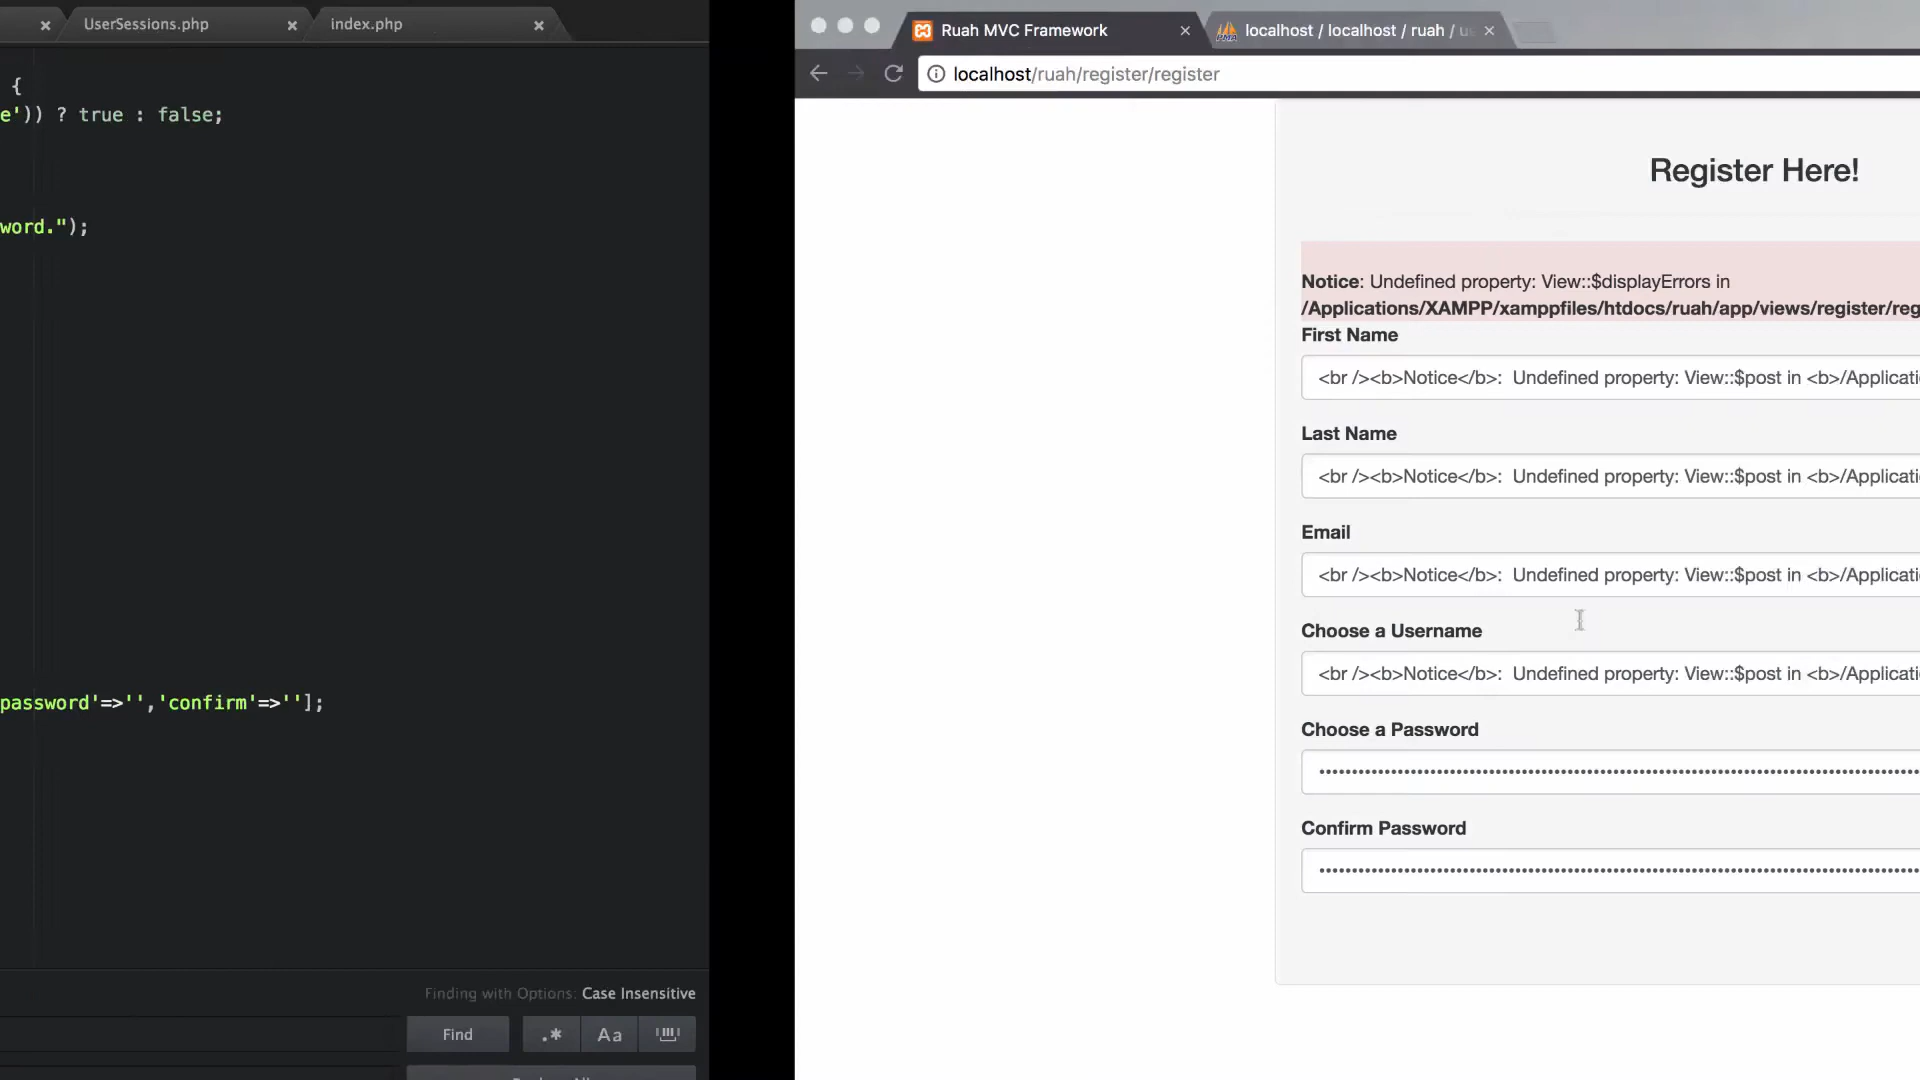 UserSessions.php
index.php
{
e')) ? true : false;
word.");
password'=>'','confirm'=>''];
Finding with Options: Case Insensitive
Find
.*
Aa
Ruah MVC Framework
localhost / localhost / ruah / us
localhost/ruah/register/register
Register Here!
Notice: Undefined property: View::$displayErrors in
/Applications/XAMPP/xamppfiles/htdocs/ruah/app/views/register/reg
First Name
<br /><b>Notice</b>:  Undefined property: View::$post in <b>/Applicati
Last Name
<br /><b>Notice</b>:  Undefined property: View::$post in <b>/Applicati
Email
<br /><b>Notice</b>:  Undefined property: View::$post in <b>/Applicati
Choose a Username
<br /><b>Notice</b>:  Undefined property: View::$post in <b>/Applicati
Choose a Password
Confirm Password